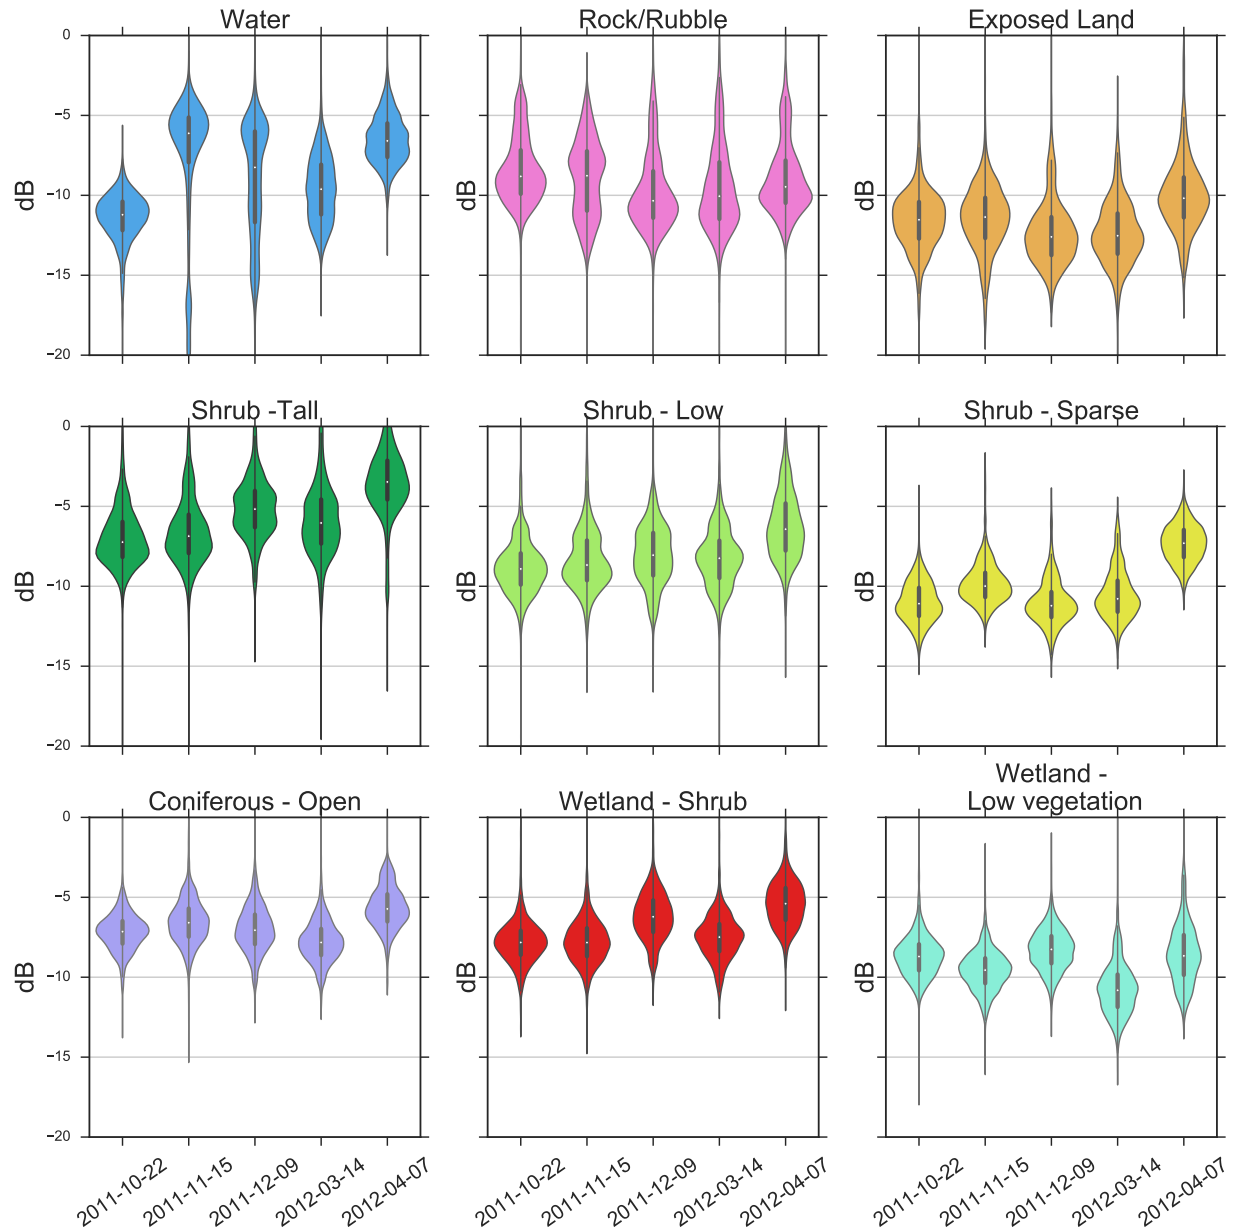 Water
Rock/Rubble
Exposed Land
0
−5
−10
−15
−20
dB
dB
dB
Shrub -Tall
Shrub - Low
Shrub - Sparse
0
−5
−10
−15
−20
dB
dB
dB
Coniferous - Open
Wetland - Shrub
Wetland -
Low vegetation
0
−5
−10
−15
−20
dB
dB
dB
2011-10-22
2011-11-15
2011-12-09
2012-03-14
2012-04-07
2011-10-22
2011-11-15
2011-12-09
2012-03-14
2012-04-07
2011-10-22
2011-11-15
2011-12-09
2012-03-14
2012-04-07